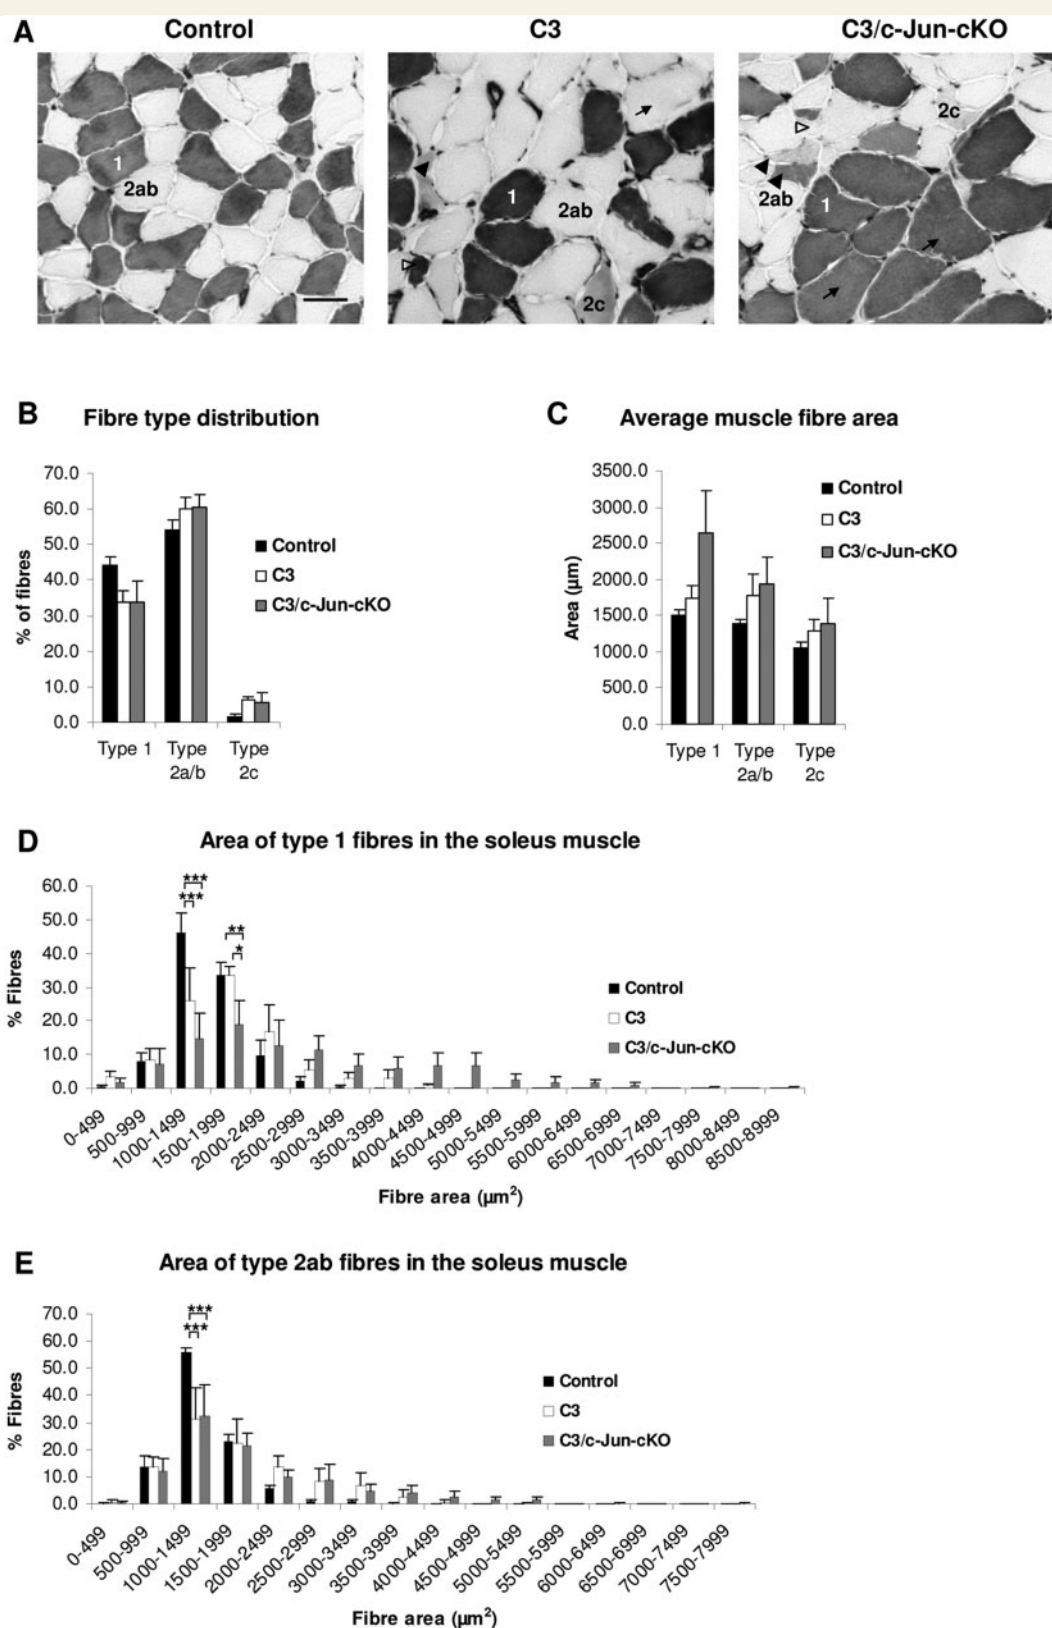 A
Control
C3
C3/c-Jun-cKO
1
2ab
1
2ab
2c
2c
2ab
1
B
Fibre type distribution
% of fibres
70.0
60.0
50.0
40.0
30.0
20.0
10.0
0.0
Type 1
Type
2a/b
Type
2c
Control
C3
C3/c-Jun-cKO
C
Average muscle fibre area
Area (µm)
3500.0
3000.0
2500.0
2000.0
1500.0
1000.0
500.0
0.0
Type 1
Type
2a/b
Type
2c
Control
C3
C3/c-Jun-cKO
D
Area of type 1 fibres in the soleus muscle
% Fibres
60.0
50.0
40.0
30.0
20.0
10.0
0.0
***
***
**
*
Control
C3
C3/c-Jun-cKO
0-499
500-999
1000-1499
1500-1999
2000-2499
2500-2999
3000-3499
3500-3999
4000-4499
4500-4999
5000-5499
5500-5999
6000-6499
6500-6999
7000-7499
7500-7999
8000-8499
8500-8999
Fibre area (µm²)
E
Area of type 2ab fibres in the soleus muscle
% Fibres
70.0
60.0
50.0
40.0
30.0
20.0
10.0
0.0
***
***
Control
C3
C3/c-Jun-cKO
0-499
500-999
1000-1499
1500-1999
2000-2499
2500-2999
3000-3499
3500-3999
4000-4499
4500-4999
5000-5499
5500-5999
6000-6499
6500-6999
7000-7499
7500-7999
Fibre area (µm²)